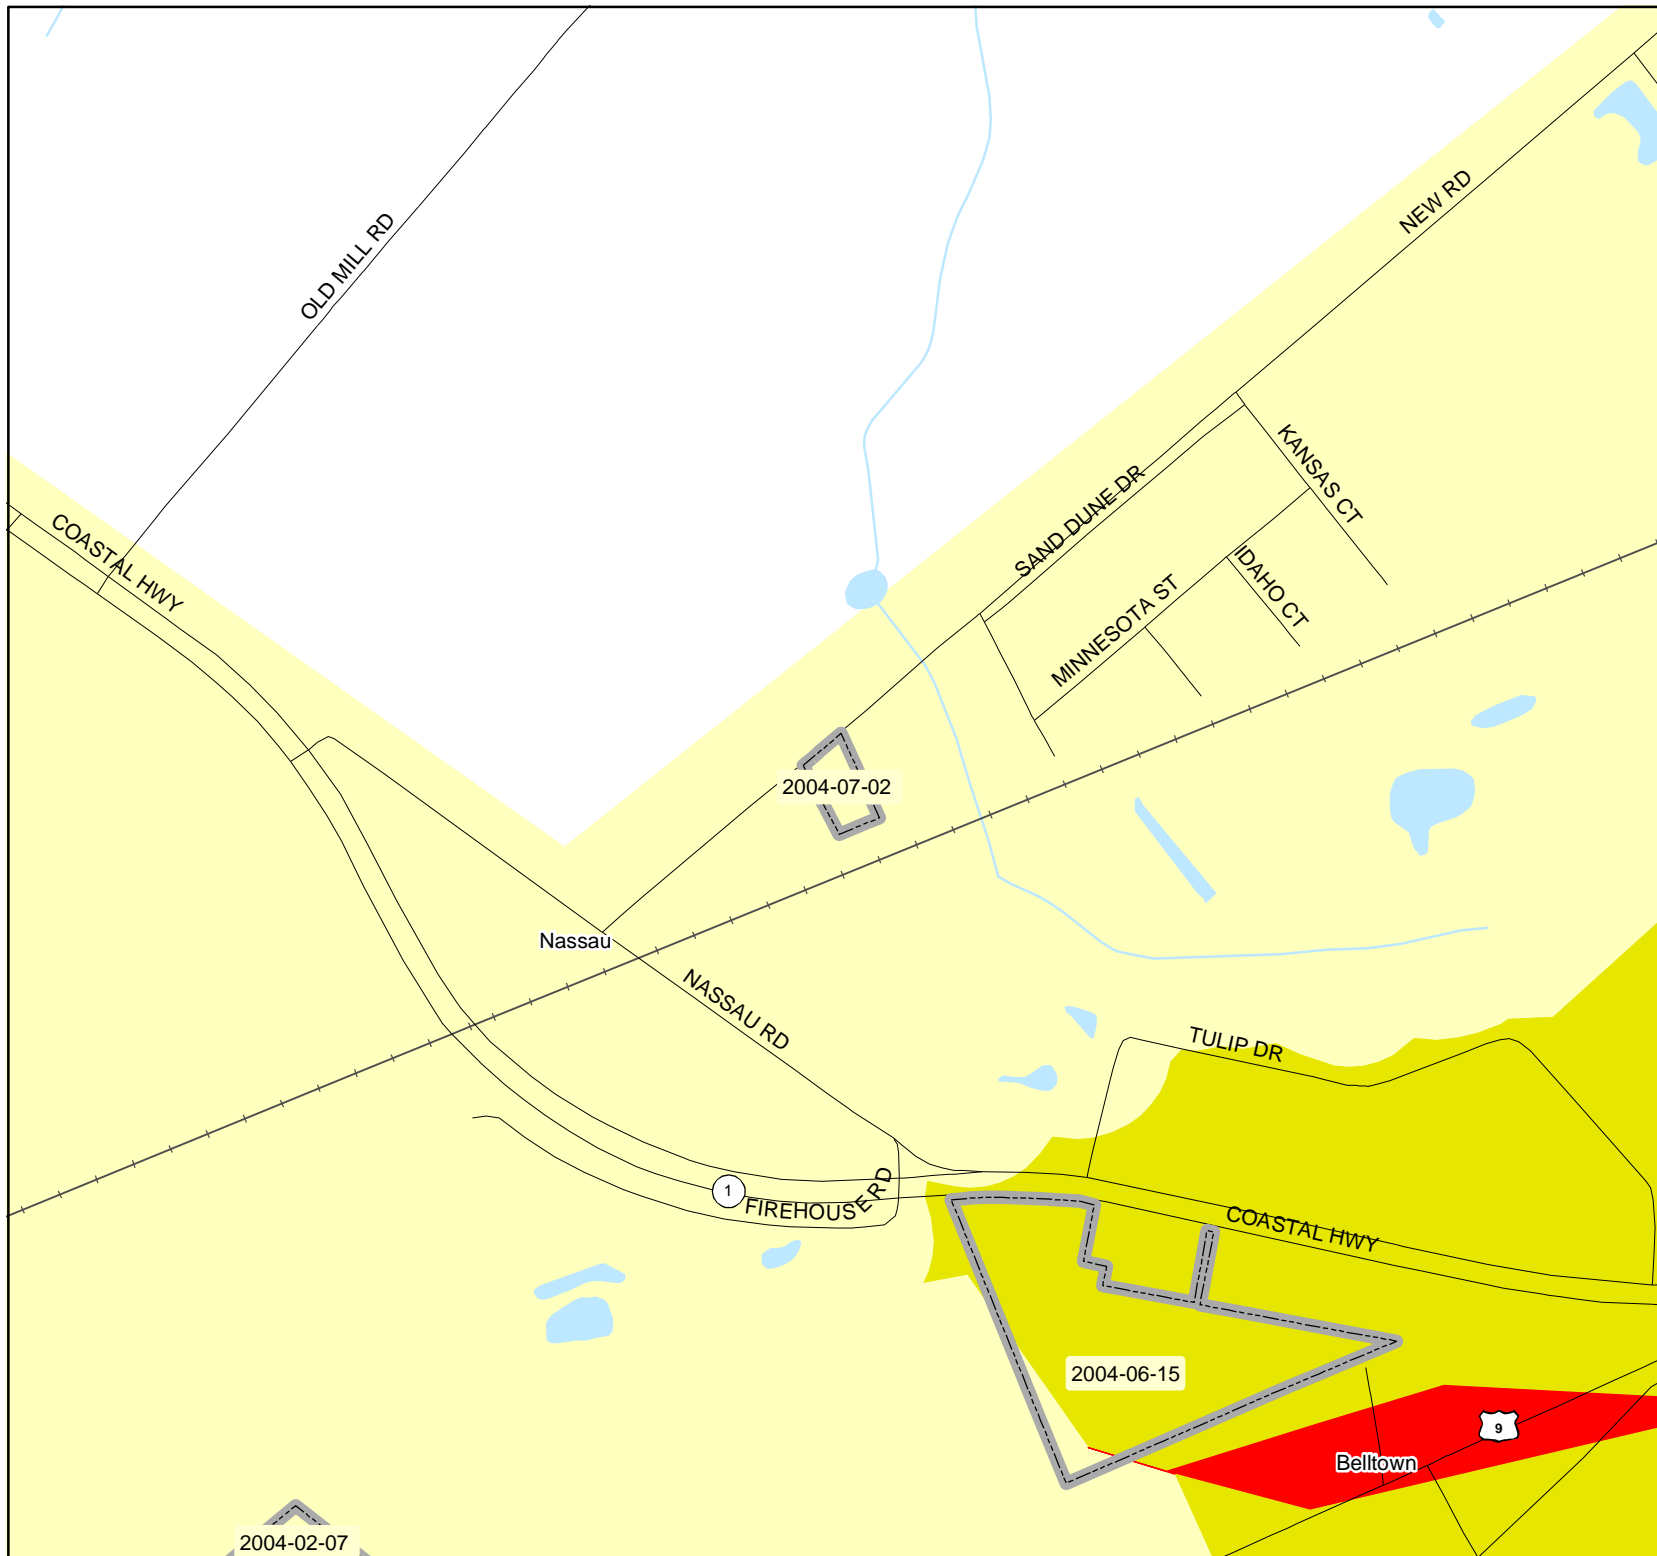 NEW RD
OLD MILL RD
KANSAS CT
SAND DUNE DR
COASTAL HWY
IDAHO CT
MINNESOTA ST
2004-07-02
Nassau
NASSAU RD
TULIP DR
1
FIREHOUSE RD
COASTAL HWY
2004-06-15
9
Belltown
2004-02-07